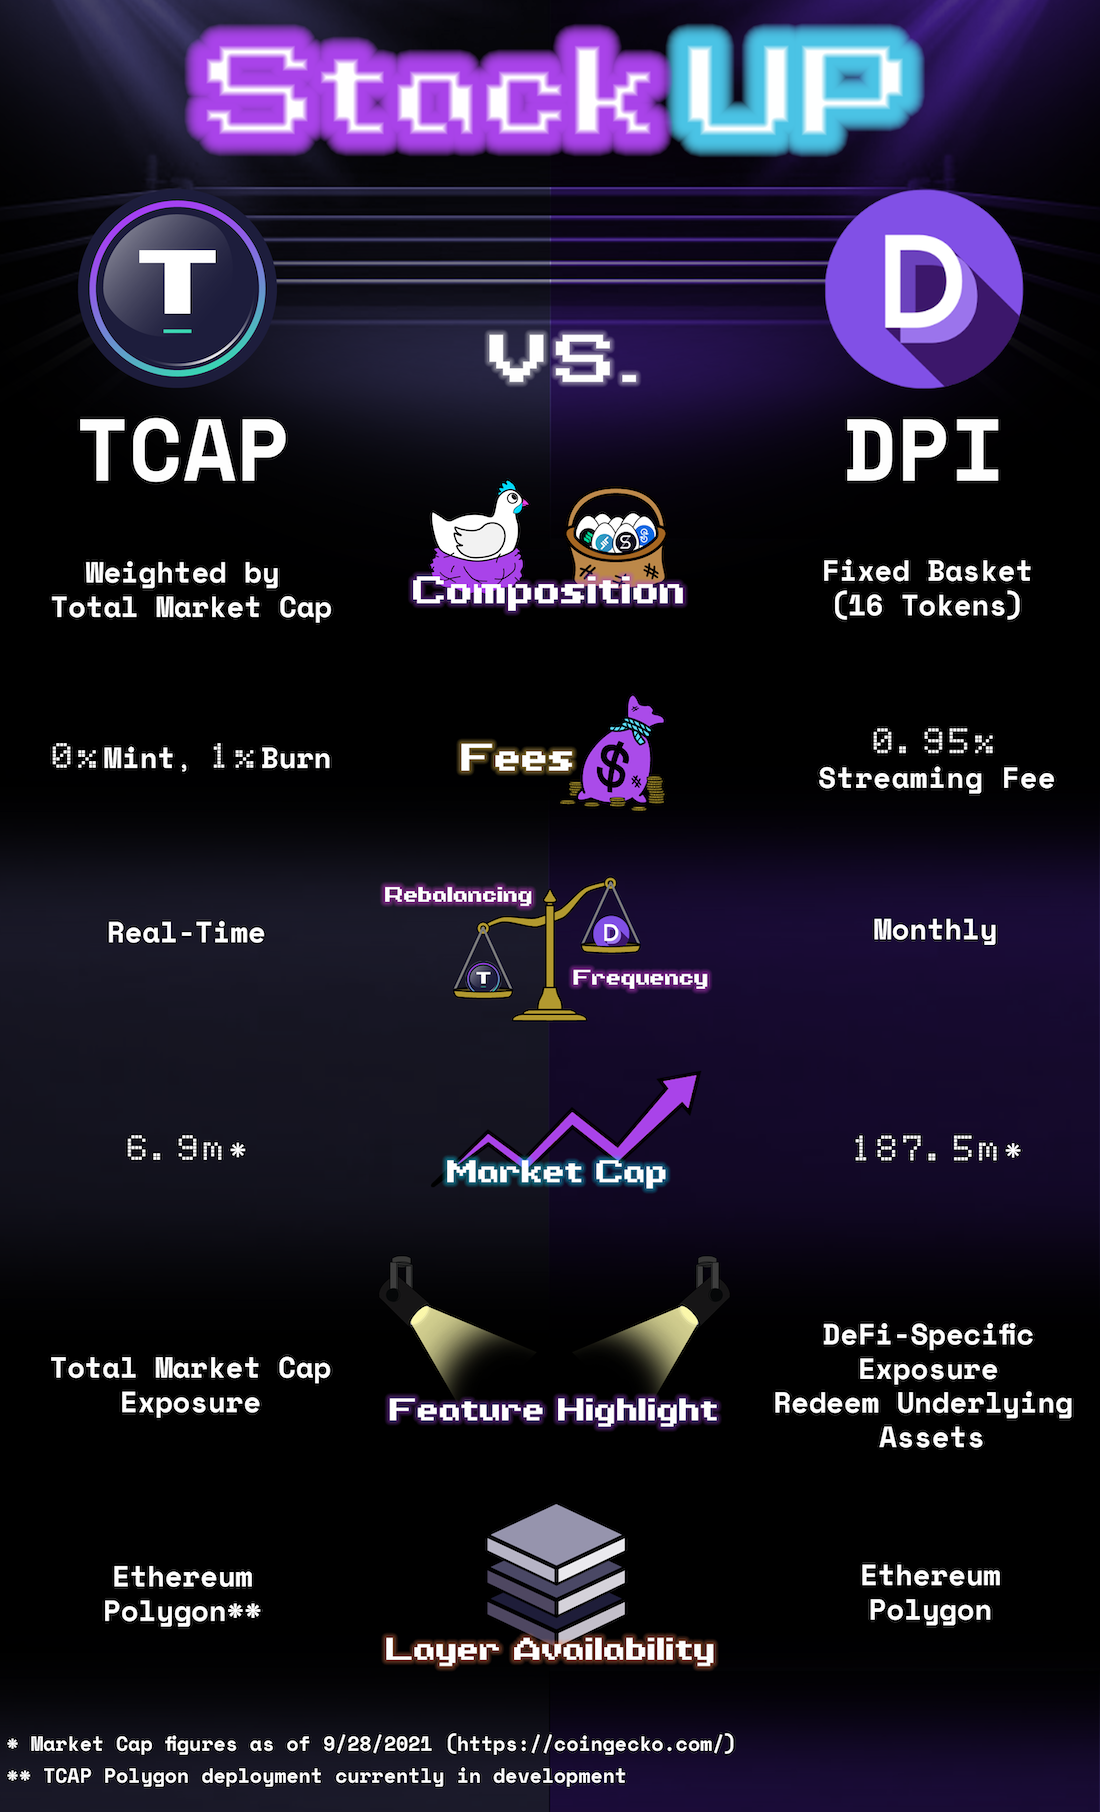 StackUP
T
D
VS.
TCAP
DPI
Weighted by
Total Market Cap
Composition
Fixed Basket
(16 Tokens)
0% Mint, 1% Burn
Fees
$
0.95%
Streaming Fee
Real-Time
Rebalancing
D
T
Frequency
Monthly
6.9m*
Market Cap
187.5m*
Total Market Cap
Exposure
Feature Highlight
DeFi-Specific
Exposure
Redeem Underlying
Assets
Ethereum
Polygon**
Layer Availability
Ethereum
Polygon
* Market Cap figures as of 9/28/2021 (https://coingecko.com/)
** TCAP Polygon deployment currently in development